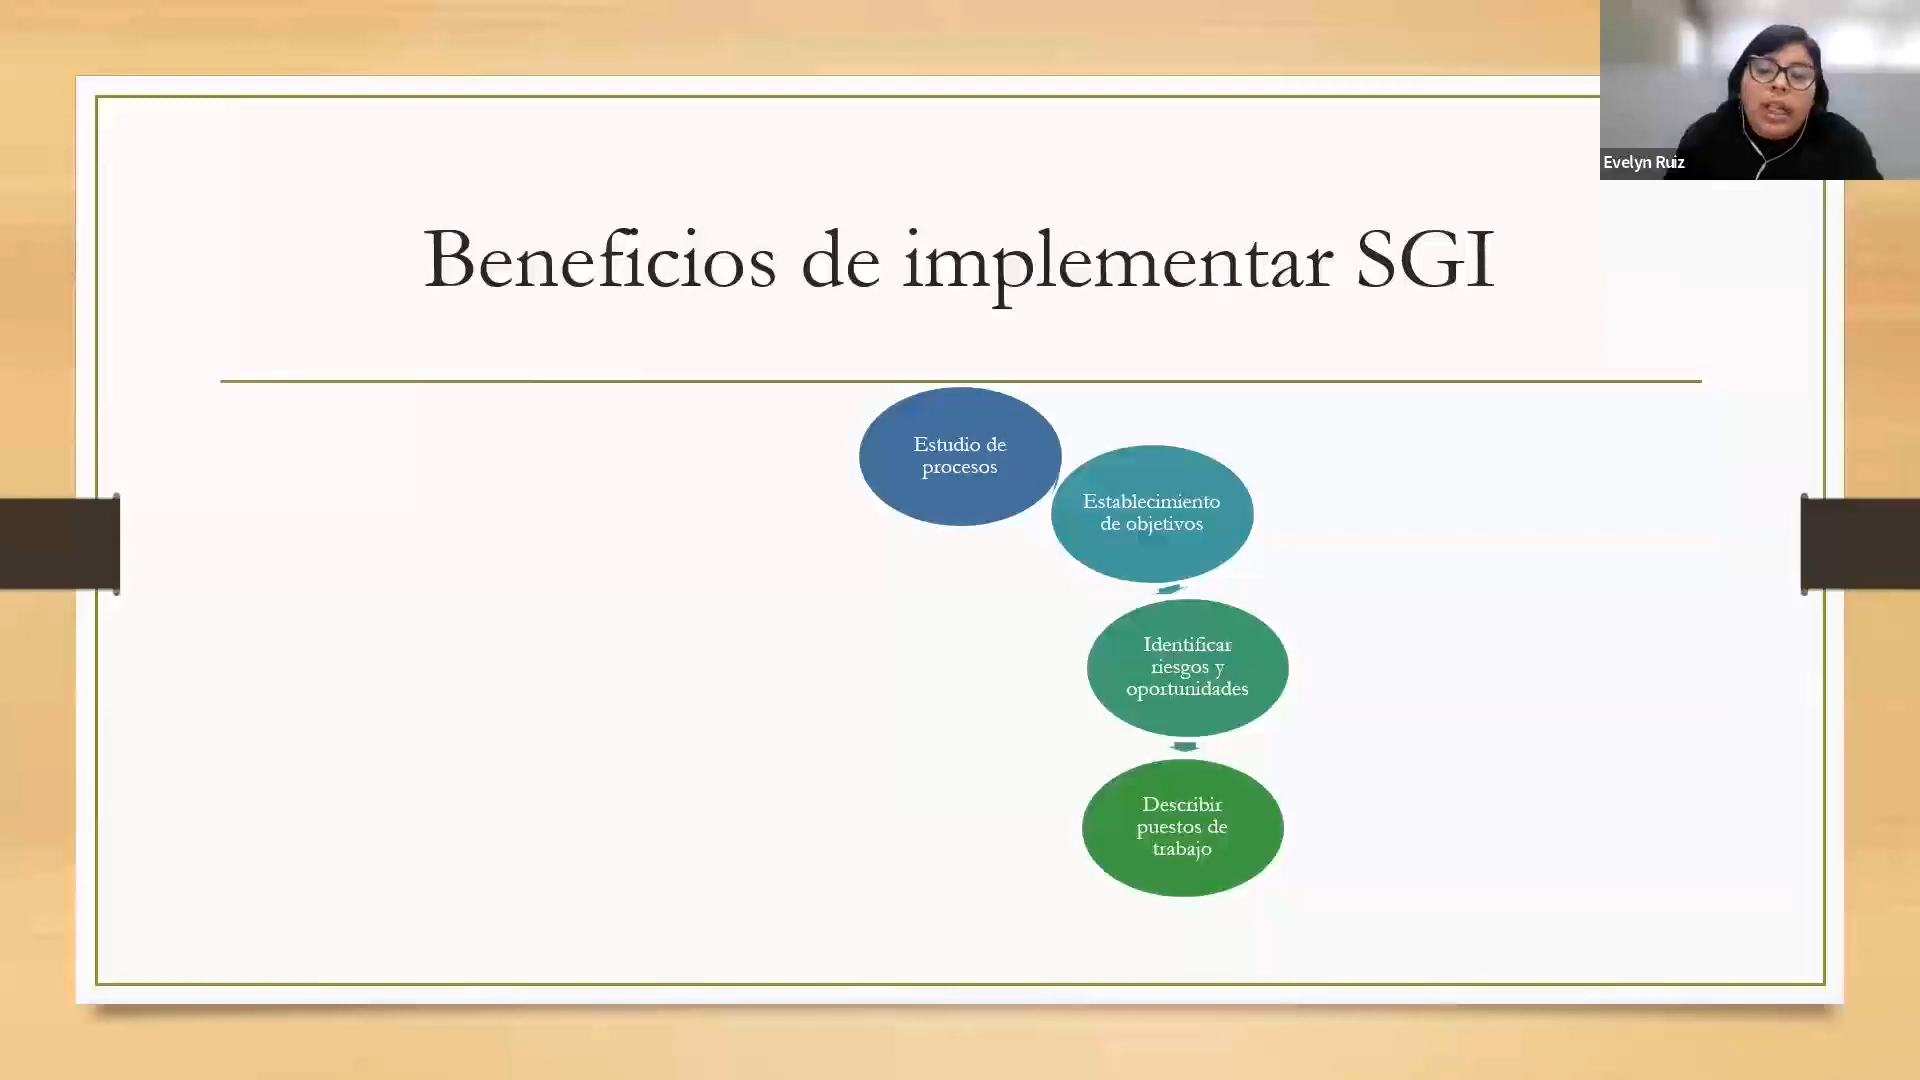 Evelyn Ruiz
Beneficios de implementar SGI
Estudio de
procesos
Establecimiento
de objetivos
Identificar
riesgos y
oportunidades
Describir
puestos de
trabajo